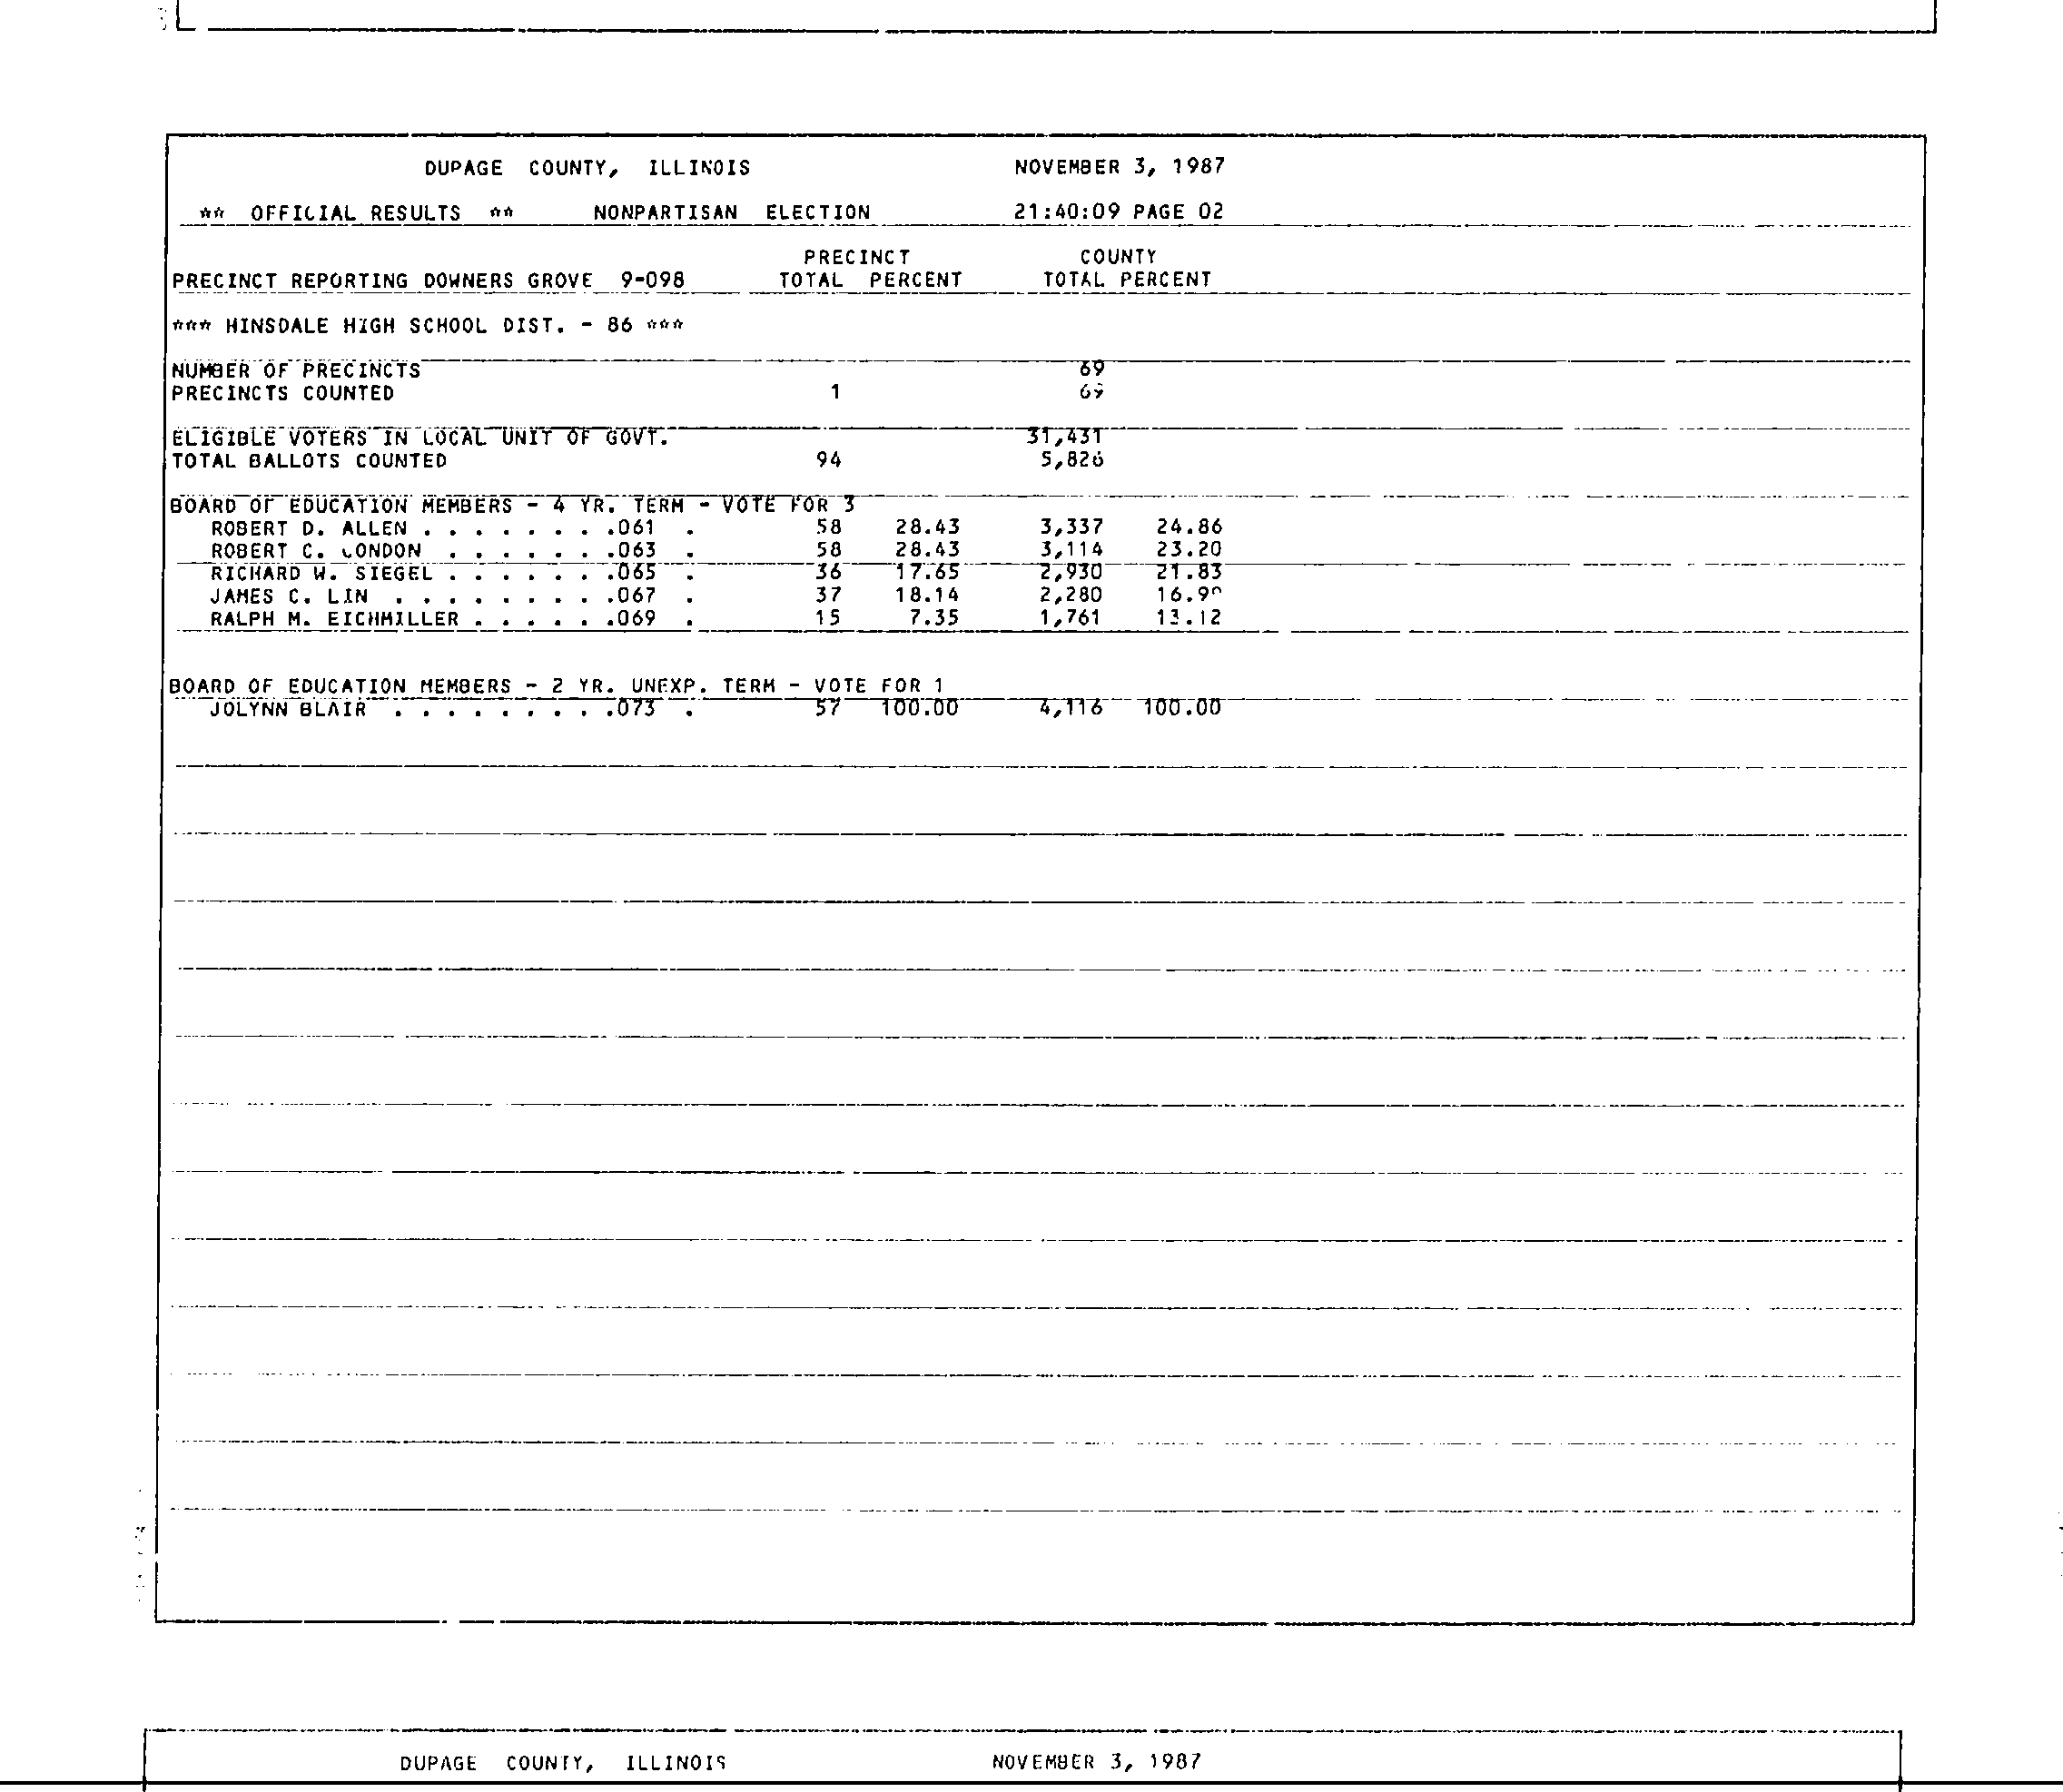 DUPAGE COUNTY, ILLINOIS NOVEMBER 3, 1987
** OFFICIAL RESULTS ** NONPARTISAN ELECTION 21:40:09 PAGE 02
PRECINCT COUNTY
PRECINCT REPORTING DOWNERS GROVE 9-098 TOTAL PERCENT TOTAL PERCENT
*** HINSDALE HIGH SCHOOL DIST. - 86 ***
NUMBER OF PRECINCTS 69
PRECINCTS COUNTED 1 69
ELIGIBLE VOTERS IN LOCAL UNIT OF GOVT. 31,431
TOTAL BALLOTS COUNTED 94 5,826
BOARD OF EDUCATION MEMBERS - 4 YR. TERM - VOTE FOR 3
ROBERT D. ALLEN . . . . . . . .061 . 58 28.43 3,337 24.86
ROBERT C. LONDON . . . . . . .063 . 58 28.43 3,114 23.20
RICHARD W. SIEGEL . . . . . . .065 . 36 17.65 2,930 21.83
JAMES C. LIN . . . . . . . . .067 . 37 18.14 2,280
RALPH M. EICHMILLER . . . . . .069 . 15 7.35 1,761 13.12
BOARD OF EDUCATION MEMBERS - 2 YR. UNEXP. TERM - VOTE FOR 1
JOLYNN BLAIR . . . . . . . . .073 . 57 100.00 4,116 100.00
DUPAGE COUNTY, ILLINOIS NOVEMBER 3, 1987